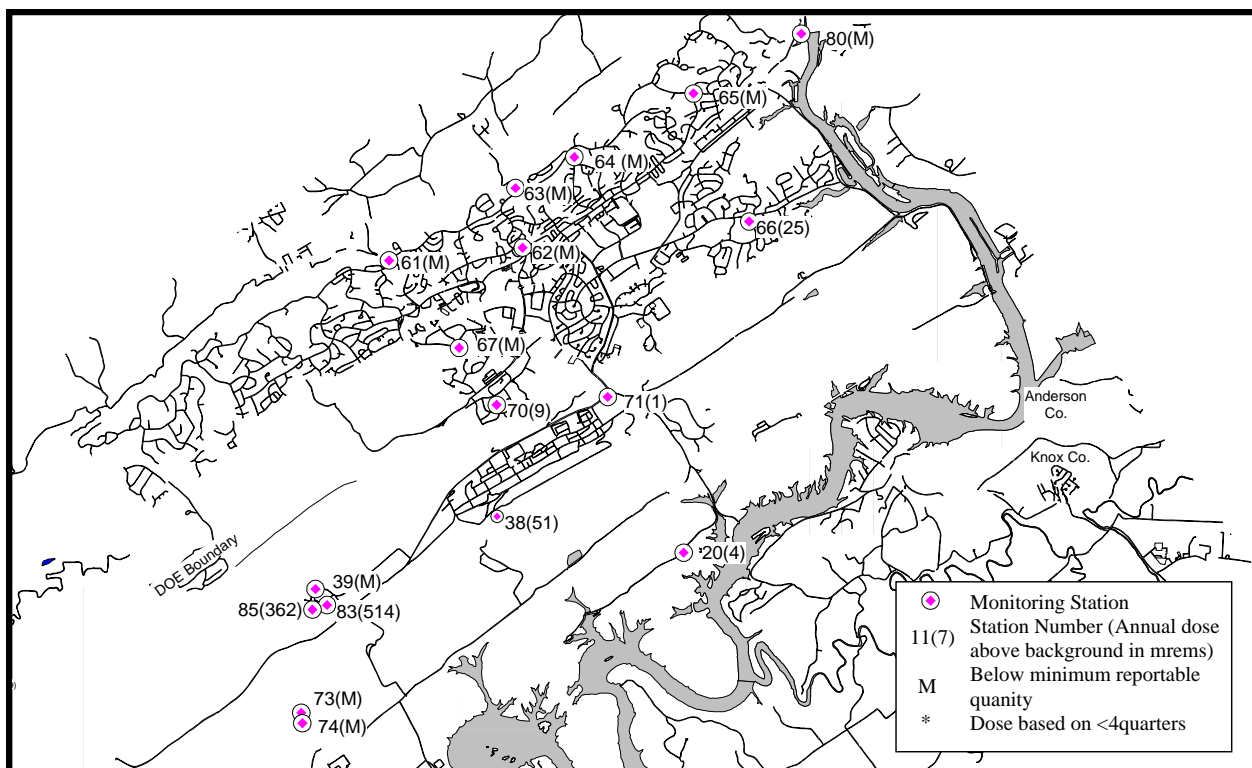 80(M)
65(M)
64 (M)
63(M)
66(25)
62(M)
61(M)
67(M)
70(9)
71(1)
Anderson
Co.
Knox Co.
38(51)
20(4)
DOE Boundary
39(M)
85(362)
83(514)
73(M)
74(M)
Monitoring Station
11(7)
Station Number (Annual dose
above background in mrems)
M
Below minimum reportable
quanity
*
Dose based on <4quarters